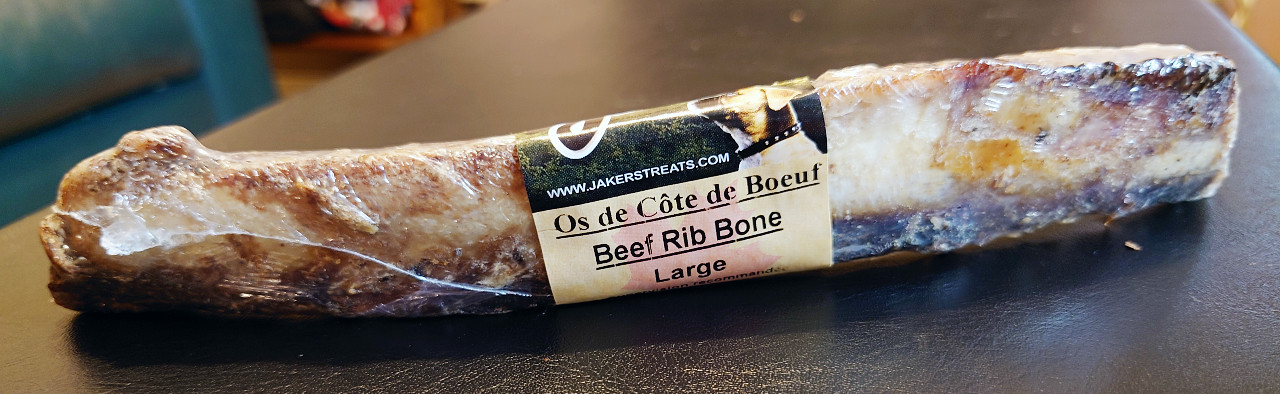 WWW.JAKERSTREATS.COM
Os de Côte de Boeuf
Beef Rib Bone
Large